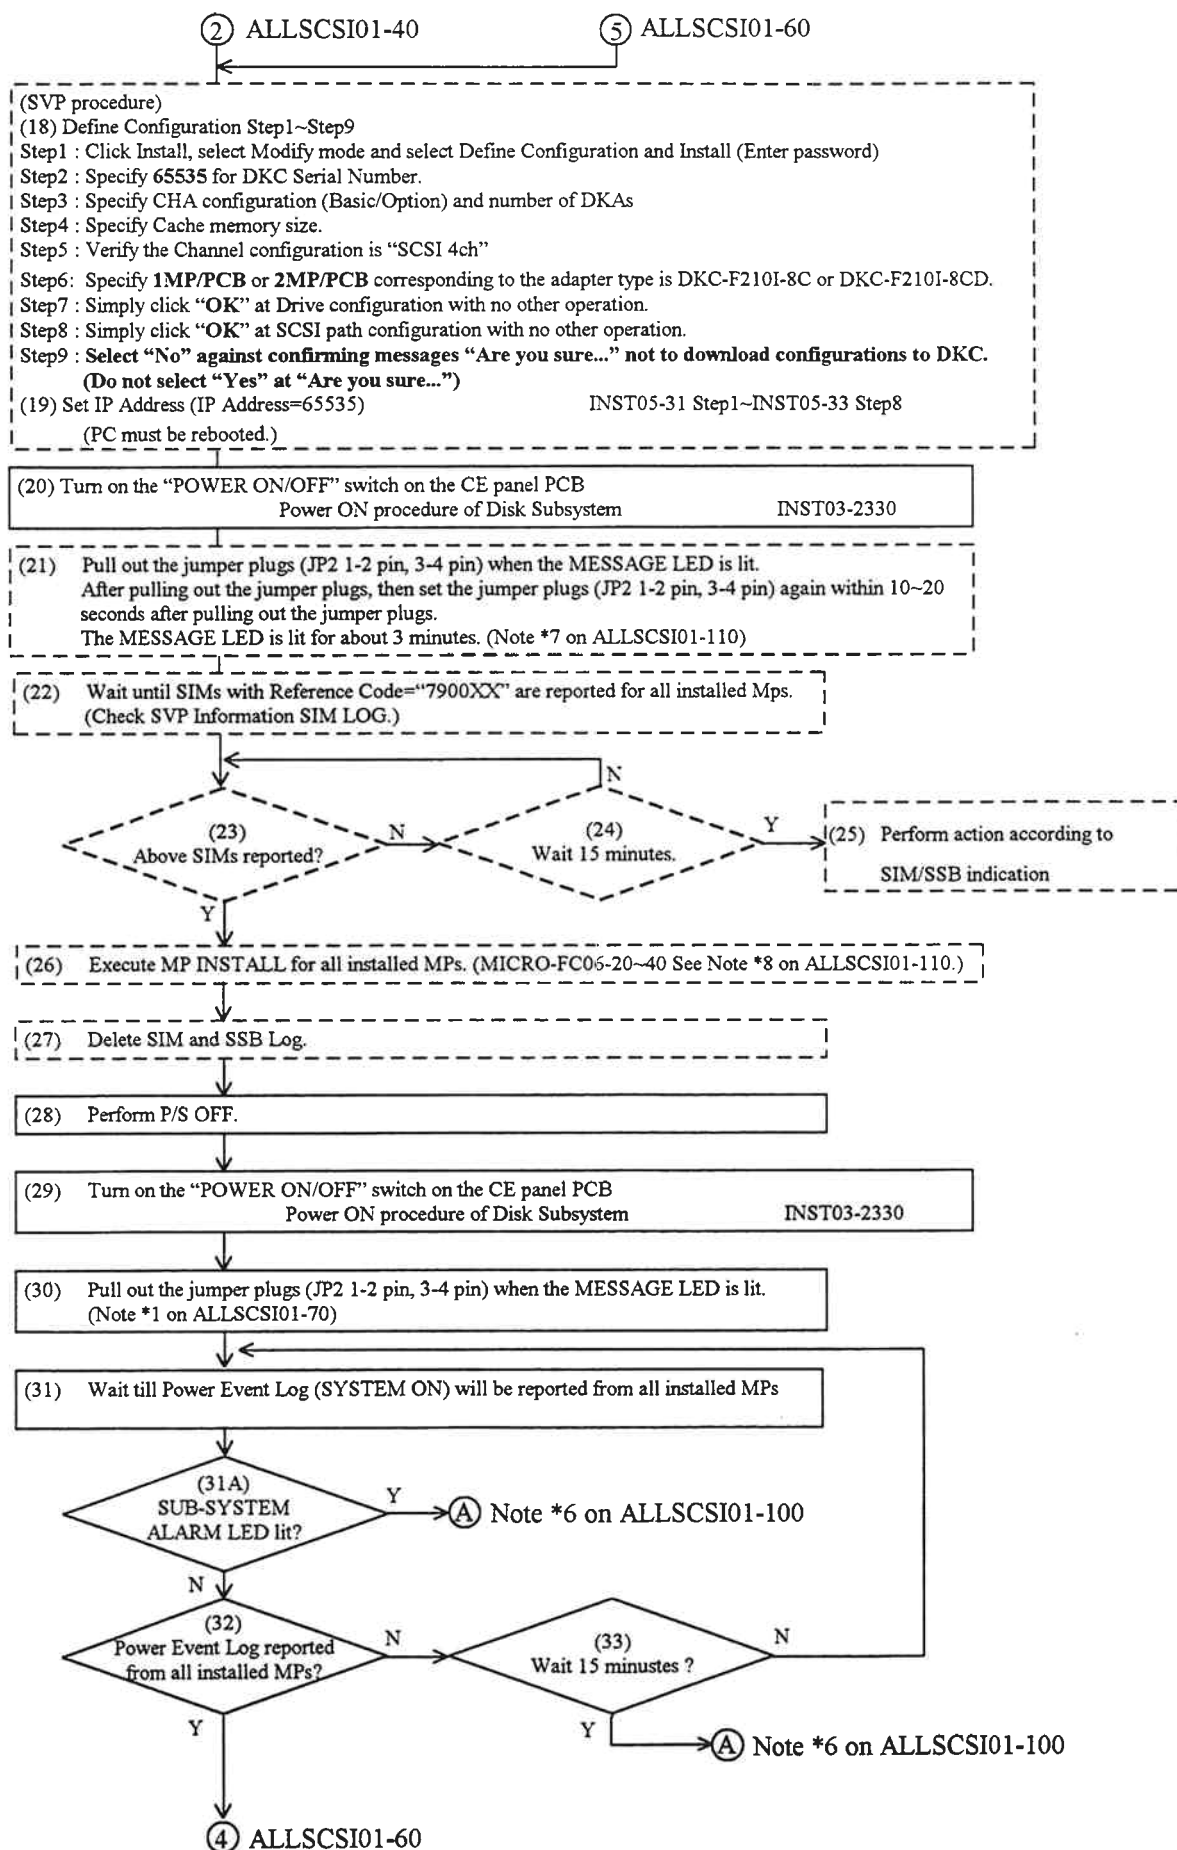 2 ALLSCSI01-40 5 ALLSCSI01-60
(SVP procedure)
(18) Define Configuration Step1~Step9
Step1 : Click Install, select Modify mode and select Define Configuration and Install (Enter password)
Step2 : Specify 65535 for DKC Serial Number.
Step3 : Specify CHA configuration (Basic/Option) and number of DKAs
Step4 : Specify Cache memory size.
Step5 : Verify the Channel configuration is “SCSI 4ch”
Step6: Specify 1MP/PCB or 2MP/PCB corresponding to the adapter type is DKC-F210I-8C or DKC-F210I-8CD.
Step7 : Simply click “OK” at Drive configuration with no other operation.
Step8 : Simply click “OK” at SCSI path configuration with no other operation.
Step9 : Select “No” against confirming messages “Are you sure...” not to download configurations to DKC.
(Do not select “Yes” at “Are you sure...”)
(19) Set IP Address (IP Address=65535) INST05-31 Step1~INST05-33 Step8
(PC must be rebooted.)
(20) Turn on the “POWER ON/OFF” switch on the CE panel PCB
Power ON procedure of Disk Subsystem INST03-2330
(21) Pull out the jumper plugs (JP2 1-2 pin, 3-4 pin) when the MESSAGE LED is lit.
After pulling out the jumper plugs, then set the jumper plugs (JP2 1-2 pin, 3-4 pin) again within 10~20
seconds after pulling out the jumper plugs.
The MESSAGE LED is lit for about 3 minutes. (Note *7 on ALLSCSI01-110)
(22) Wait until SIMs with Reference Code=“7900XX” are reported for all installed Mps.
(Check SVP Information SIM LOG.)
N
(23)
Above SIMs reported?
N
(24)
Wait 15 minutes.
Y
(25) Perform action according to
SIM/SSB indication
Y
(26) Execute MP INSTALL for all installed MPs. (MICRO-FC06-20~40 See Note *8 on ALLSCSI01-110.)
(27) Delete SIM and SSB Log.
(28) Perform P/S OFF.
(29) Turn on the “POWER ON/OFF” switch on the CE panel PCB
Power ON procedure of Disk Subsystem INST03-2330
(30) Pull out the jumper plugs (JP2 1-2 pin, 3-4 pin) when the MESSAGE LED is lit.
(Note *1 on ALLSCSI01-70)
(31) Wait till Power Event Log (SYSTEM ON) will be reported from all installed MPs
(31A)
SUB-SYSTEM
ALARM LED lit?
Y
A Note *6 on ALLSCSI01-100
N
(32)
Power Event Log reported
from all installed MPs?
N
(33)
Wait 15 minustes ?
N
Y
Y
A Note *6 on ALLSCSI01-100
4 ALLSCSI01-60